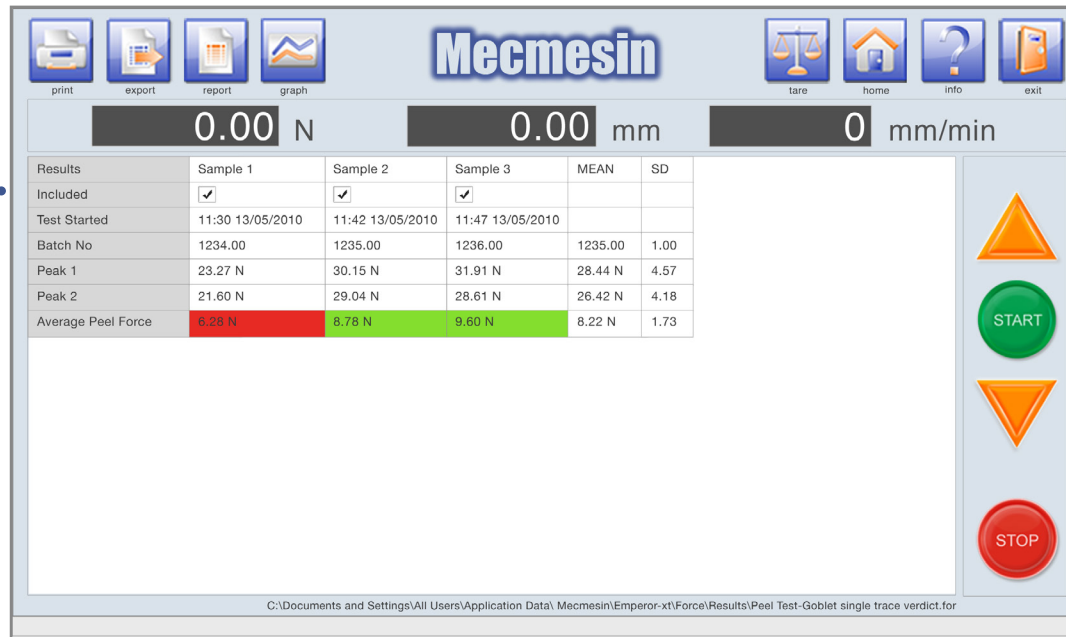 Mecmesin
print export report graph tare home info exit
0.00 N 0.00 mm 0 mm/min
Results Sample 1 Sample 2 Sample 3 MEAN SD
Included
Test Started 11:30 13/05/2010 11:42 13/05/2010 11:47 13/05/2010
Batch No 1234.00 1235.00 1236.00 1235.00 1.00
Peak 1 23.27 N 30.15 N 31.91 N 28.44 N 4.57
Peak 2 21.60 N 29.04 N 28.61 N 26.42 N 4.18
Average Peel Force 6.28 N 8.78 N 9.60 N 8.22 N 1.73
START
STOP
C:\Documents and Settings\All Users\Application Data\ Mecmesin\Emperor-xt\Force\Results\Peel Test-Goblet single trace verdict.for